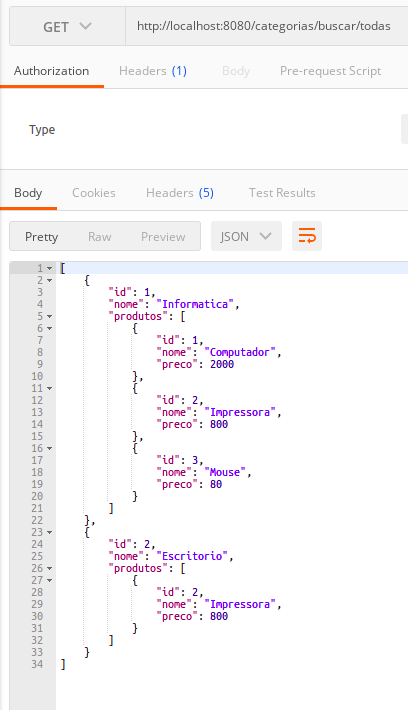 GET http://localhost:8080/categorias/buscar/todas
Authorization Headers (1) Body Pre-request Script
Type
Body Cookies Headers (5) Test Results
Pretty Raw Preview JSON
1 [
2 {
3 "id": 1,
4 "nome": "Informatica",
5 "produtos": [
6 {
7 "id": 1,
8 "nome": "Computador",
9 "preco": 2000
10 },
11 {
12 "id": 2,
13 "nome": "Impressora",
14 "preco": 800
15 },
16 {
17 "id": 3,
18 "nome": "Mouse",
19 "preco": 80
20 }
21 ]
22 },
23 {
24 "id": 2,
25 "nome": "Escritorio",
26 "produtos": [
27 {
28 "id": 2,
29 "nome": "Impressora",
30 "preco": 800
31 }
32 ]
33 }
34 ]